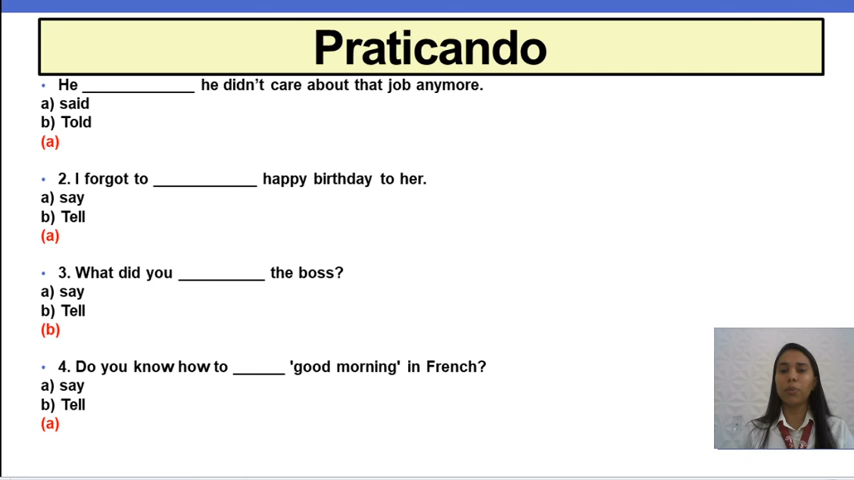 Praticando
• He _____________ he didn’t care about that job anymore.
a) said
b) Told
(a)
• 2. I forgot to ____________ happy birthday to her.
a) say
b) Tell
(a)
• 3. What did you __________ the boss?
a) say
b) Tell
(b)
• 4. Do you know how to ______ 'good morning' in French?
a) say
b) Tell
(a)